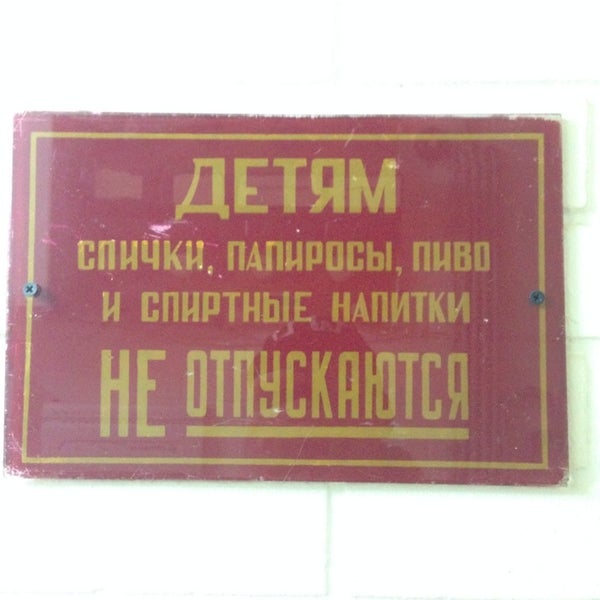 ДЕТЯМ
СПИЧКИ, ПАПИРОСЫ, ПИВО
И СПИРТНЫЕ НАПИТКИ
НЕ ОТПУСКАЮТСЯ